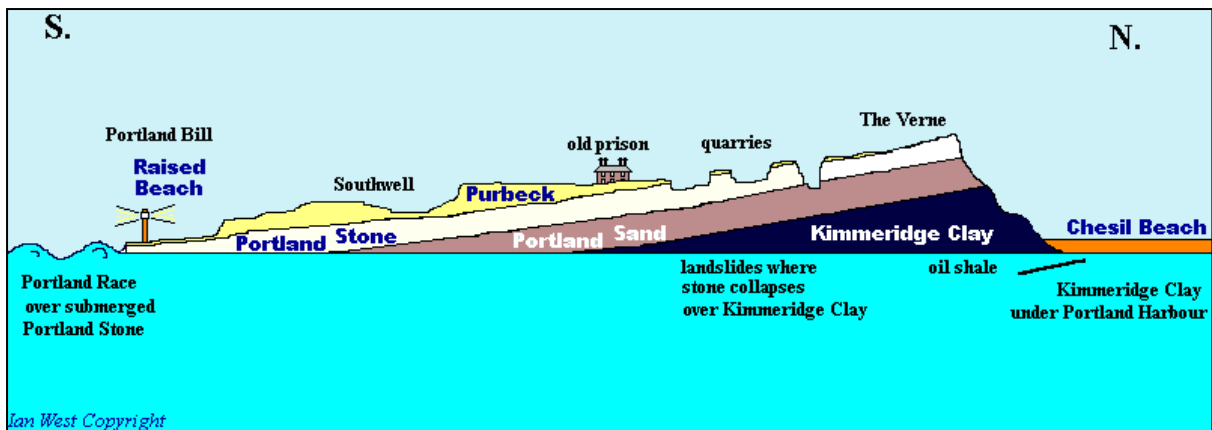 S.
N.
Portland Bill
Raised
Beach
Southwell
old prison
quarries
The Verne
Purbeck
Portland Stone
Portland Sand
Kimmeridge Clay
Chesil Beach
Portland Race
over submerged
Portland Stone
landslides where
stone collapses
over Kimmeridge Clay
oil shale
Kimmeridge Clay
under Portland Harbour
Ian West Copyright